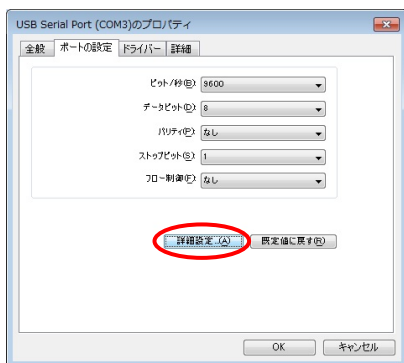 USB Serial Port (COM3)のプロパティ
全般 ポートの設定 ドライバー 詳細
ビット/秒(B): 9600
データ ビット(D): 8
パリティ(P): なし
ストップ ビット(S): 1
フロー制御(F): なし
詳細設定...(A) 既定値に戻す(R)
OK キャンセル